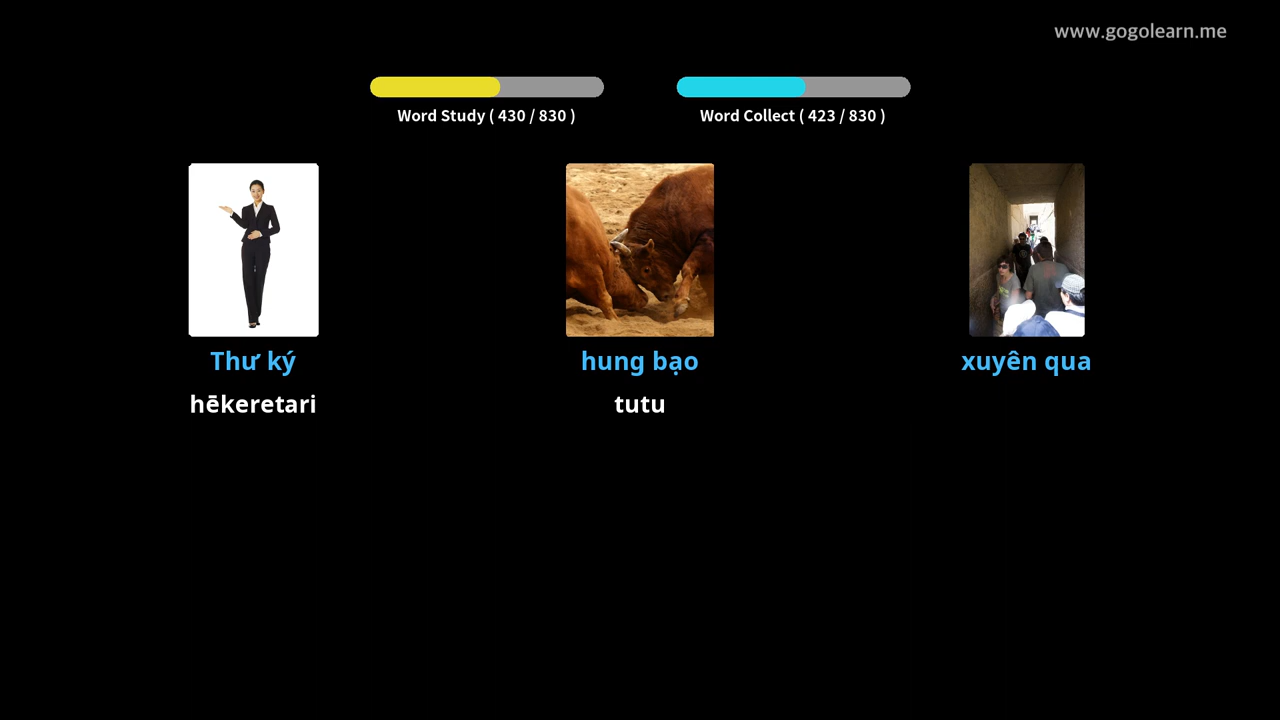 www.gogolearn.me
Word Study ( 430 / 830 )
Word Collect ( 423 / 830 )
Thư ký
hung bạo
xuyên qua
hēkeretari
tutu